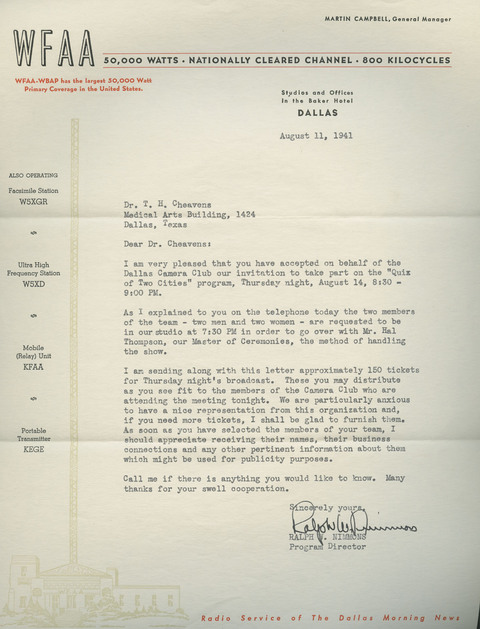 MARTIN CAMPBELL, General Manager
WFAA
50,000 WATTS • NATIONALLY CLEARED CHANNEL • 800 KILOCYCLES
WFAA-WBAP has the largest 50,000 Watt
Primary Coverage in the United States.
Studios and Offices
In the Baker Hotel
DALLAS
August 11, 1941
ALSO OPERATING
Facsimile Station
W5XGR
Ultra High
Frequency Station
W5XD
Mobile
(Relay) Unit
KFAA
Portable
Transmitter
KEGE
Dr. T. H. Cheavens
Medical Arts Building, 1424
Dallas, Texas
Dear Dr. Cheavens:
I am very pleased that you have accepted on behalf of the
Dallas Camera Club our invitation to take part on the "Quiz
of Two Cities" program, Thursday night, August 14, 8:30 -
9:00 PM.
As I explained to you on the telephone today the two members
of the team - two men and two women - are requested to be
in our studio at 7:30 PM in order to go over with Mr. Hal
Thompson, our Master of Ceremonies, the method of handling
the show.
I am sending along with this letter approximately 150 tickets
for Thursday night's broadcast. These you may distribute
as you see fit to the members of the Camera Club who are
attending the meeting tonight. We are particularly anxious
to have a nice representation from this organization and,
if you need more tickets, I shall be glad to furnish them.
As soon as you have selected the members of your team, I
should appreciate receiving their names, their business
connections and any other pertinent information about them
which might be used for publicity purposes.
Call me if there is anything you would like to know. Many
thanks for your swell cooperation.
Sincerely yours,
Ralph W. Nimmons
RALPH W. NIMMONS
Program Director
Radio Service of The Dallas Morning News